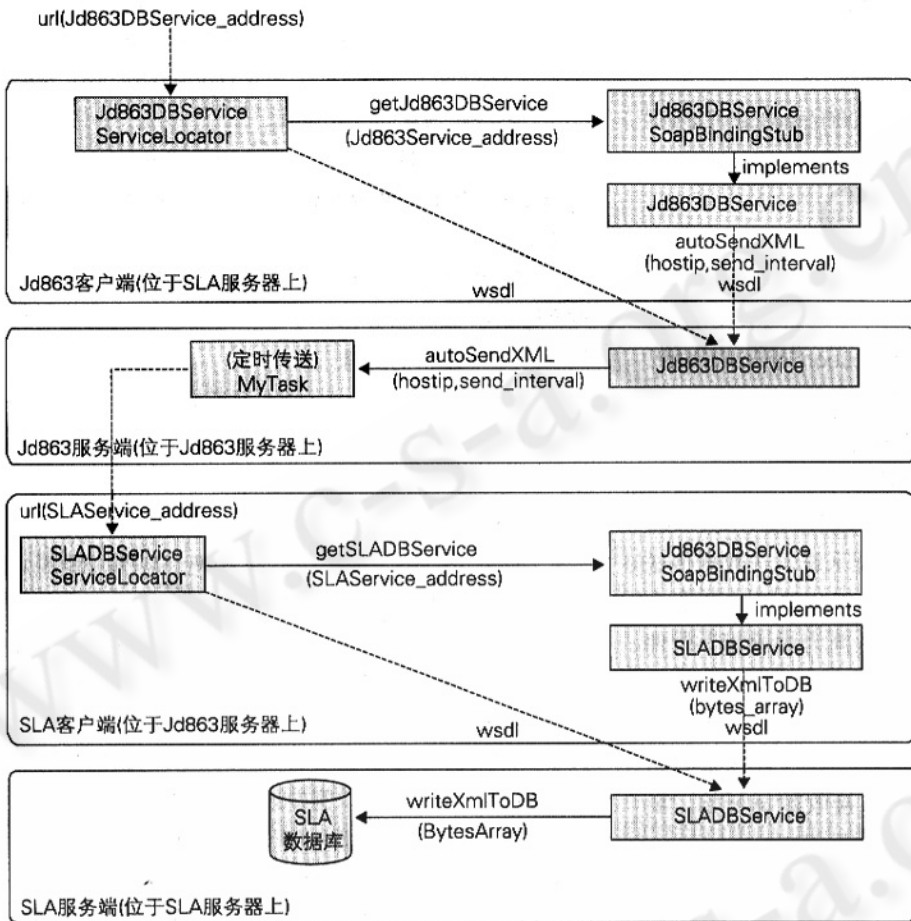 url(Jd863DBService_address)
Jd863DBService
ServiceLocator
getJd863DBService
(Jd863Service_address)
Jd863DBService
SoapBindingStub
implements
Jd863DBService
autoSendXML
(hostip,send_interval)
wsdl
wsdl
Jd863客户端(位于SLA服务器上)
(定时传送)
MyTask
autoSendXML
(hostip,send_interval)
Jd863DBService
Jd863服务端(位于Jd863服务器上)
url(SLAService_address)
SLADBService
ServiceLocator
getSLADBService
(SLAService_address)
Jd863DBService
SoapBindingStub
implements
SLADBService
writeXmlToDB
(bytes_array)
wsdl
wsdl
SLA客户端(位于Jd863服务器上)
SLA
数据库
writeXmlToDB
(BytesArray)
SLADBService
SLA服务端(位于SLA服务器上)
www.c-s-a.org.cn